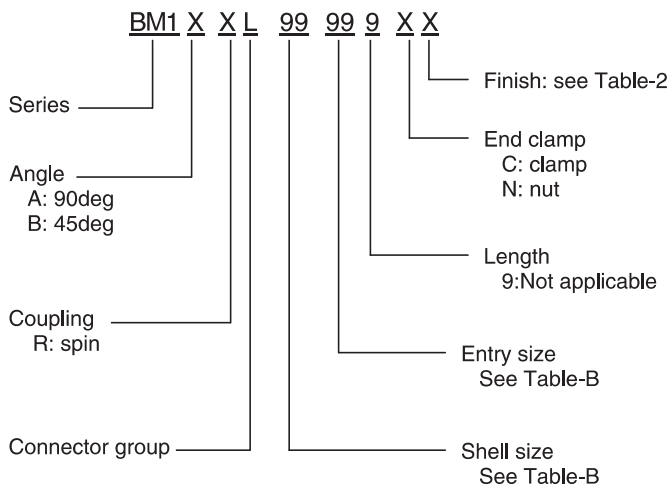 BM1 X X L 99 99 9 X X
Series
Angle
A: 90deg
B: 45deg
Coupling
R: spin
Connector group
Finish: see Table-2
End clamp
C: clamp
N: nut
Length
9:Not applicable
Entry size
See Table-B
Shell size
See Table-B